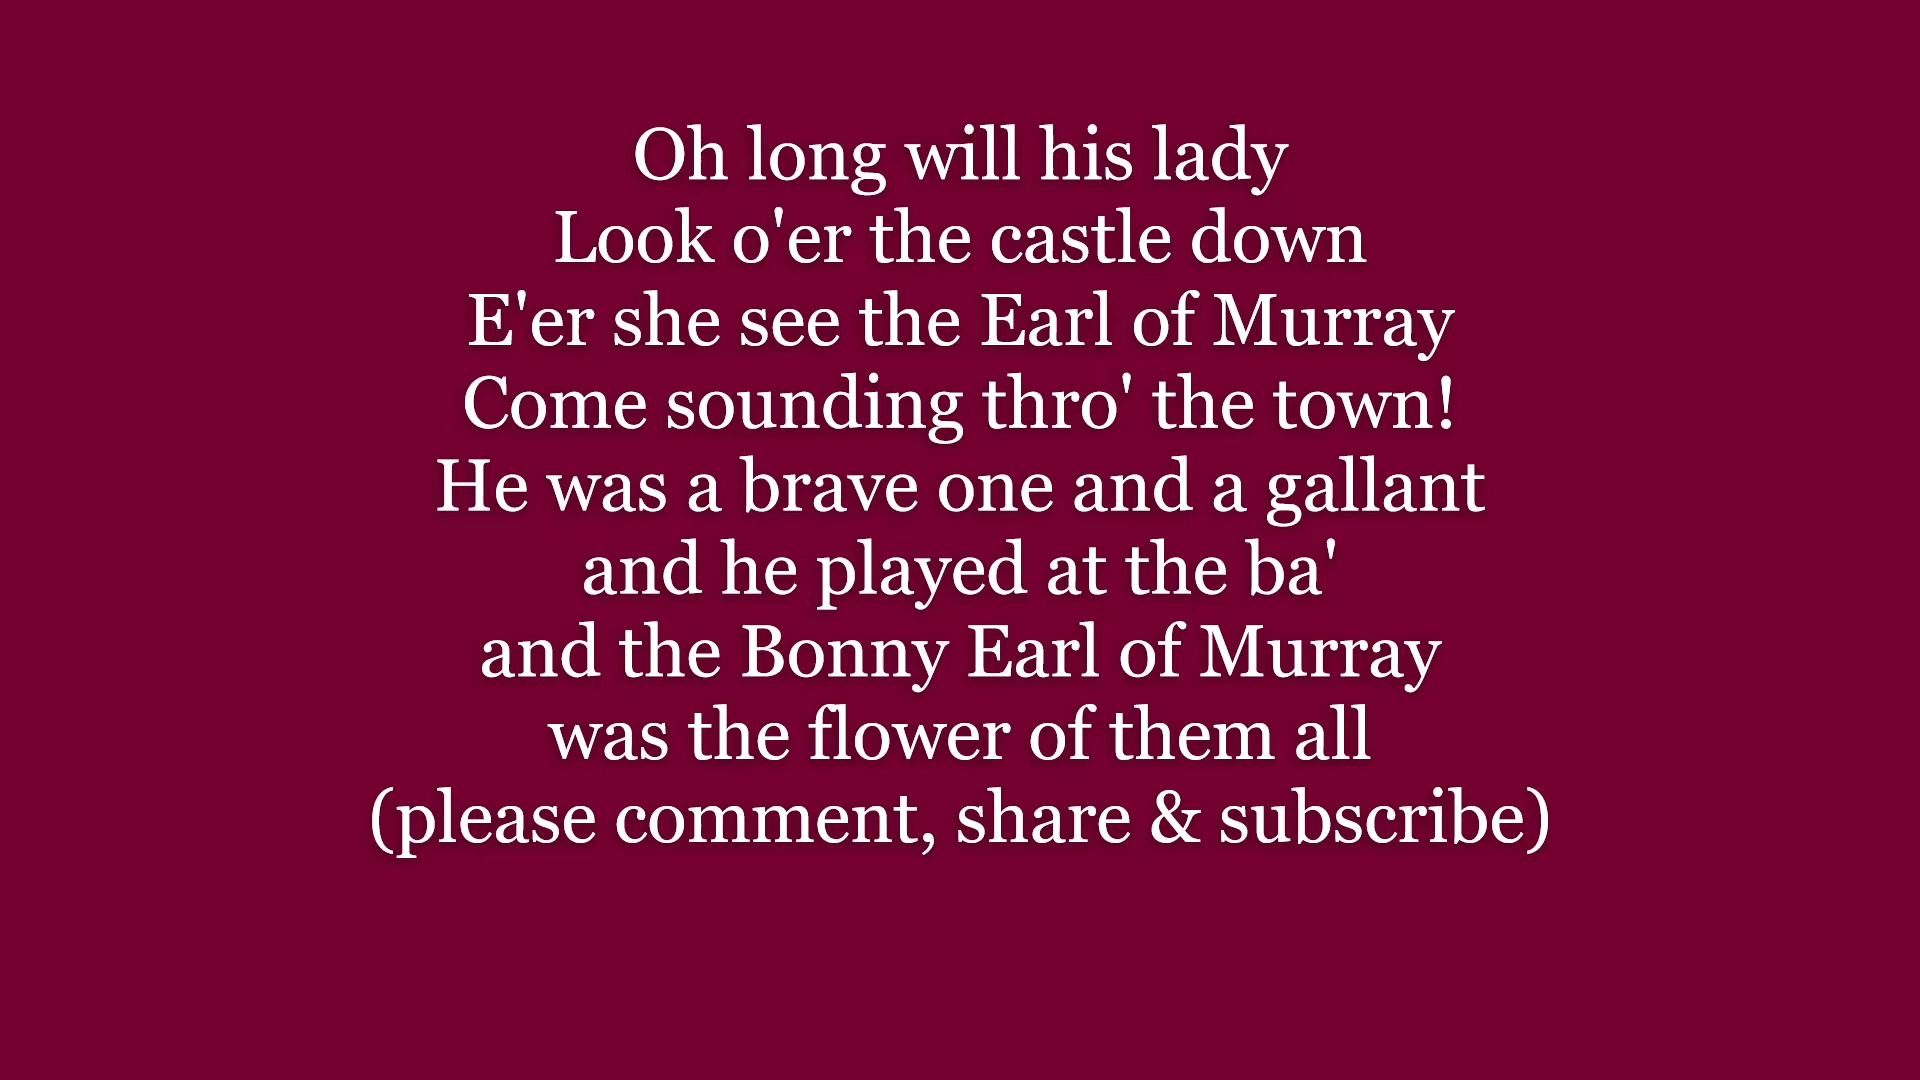 Oh long will his lady
Look o'er the castle down
E'er she see the Earl of Murray
Come sounding thro' the town!
He was a brave one and a gallant
and he played at the ba'
and the Bonny Earl of Murray
was the flower of them all
(please comment, share & subscribe)